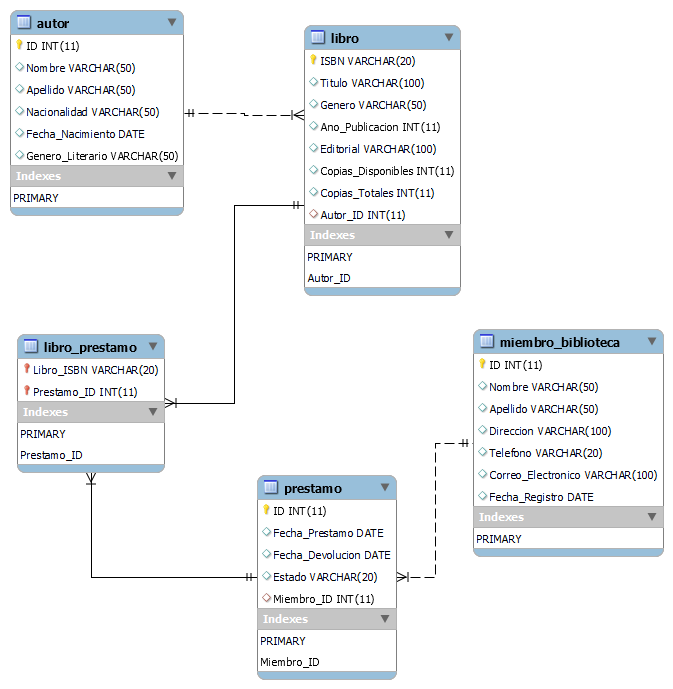 autor
ID INT(11)
Nombre VARCHAR(50)
Apellido VARCHAR(50)
Nacionalidad VARCHAR(50)
Fecha_Nacimiento DATE
Genero_Literario VARCHAR(50)
Indexes
PRIMARY
libro
ISBN VARCHAR(20)
Titulo VARCHAR(100)
Genero VARCHAR(50)
Ano_Publicacion INT(11)
Editorial VARCHAR(100)
Copias_Disponibles INT(11)
Copias_Totales INT(11)
Autor_ID INT(11)
Indexes
PRIMARY
Autor_ID
libro_prestamo
Libro_ISBN VARCHAR(20)
Prestamo_ID INT(11)
Indexes
PRIMARY
Prestamo_ID
miembro_biblioteca
ID INT(11)
Nombre VARCHAR(50)
Apellido VARCHAR(50)
Direccion VARCHAR(100)
Telefono VARCHAR(20)
Correo_Electronico VARCHAR(100)
Fecha_Registro DATE
Indexes
PRIMARY
prestamo
ID INT(11)
Fecha_Prestamo DATE
Fecha_Devolucion DATE
Estado VARCHAR(20)
Miembro_ID INT(11)
Indexes
PRIMARY
Miembro_ID